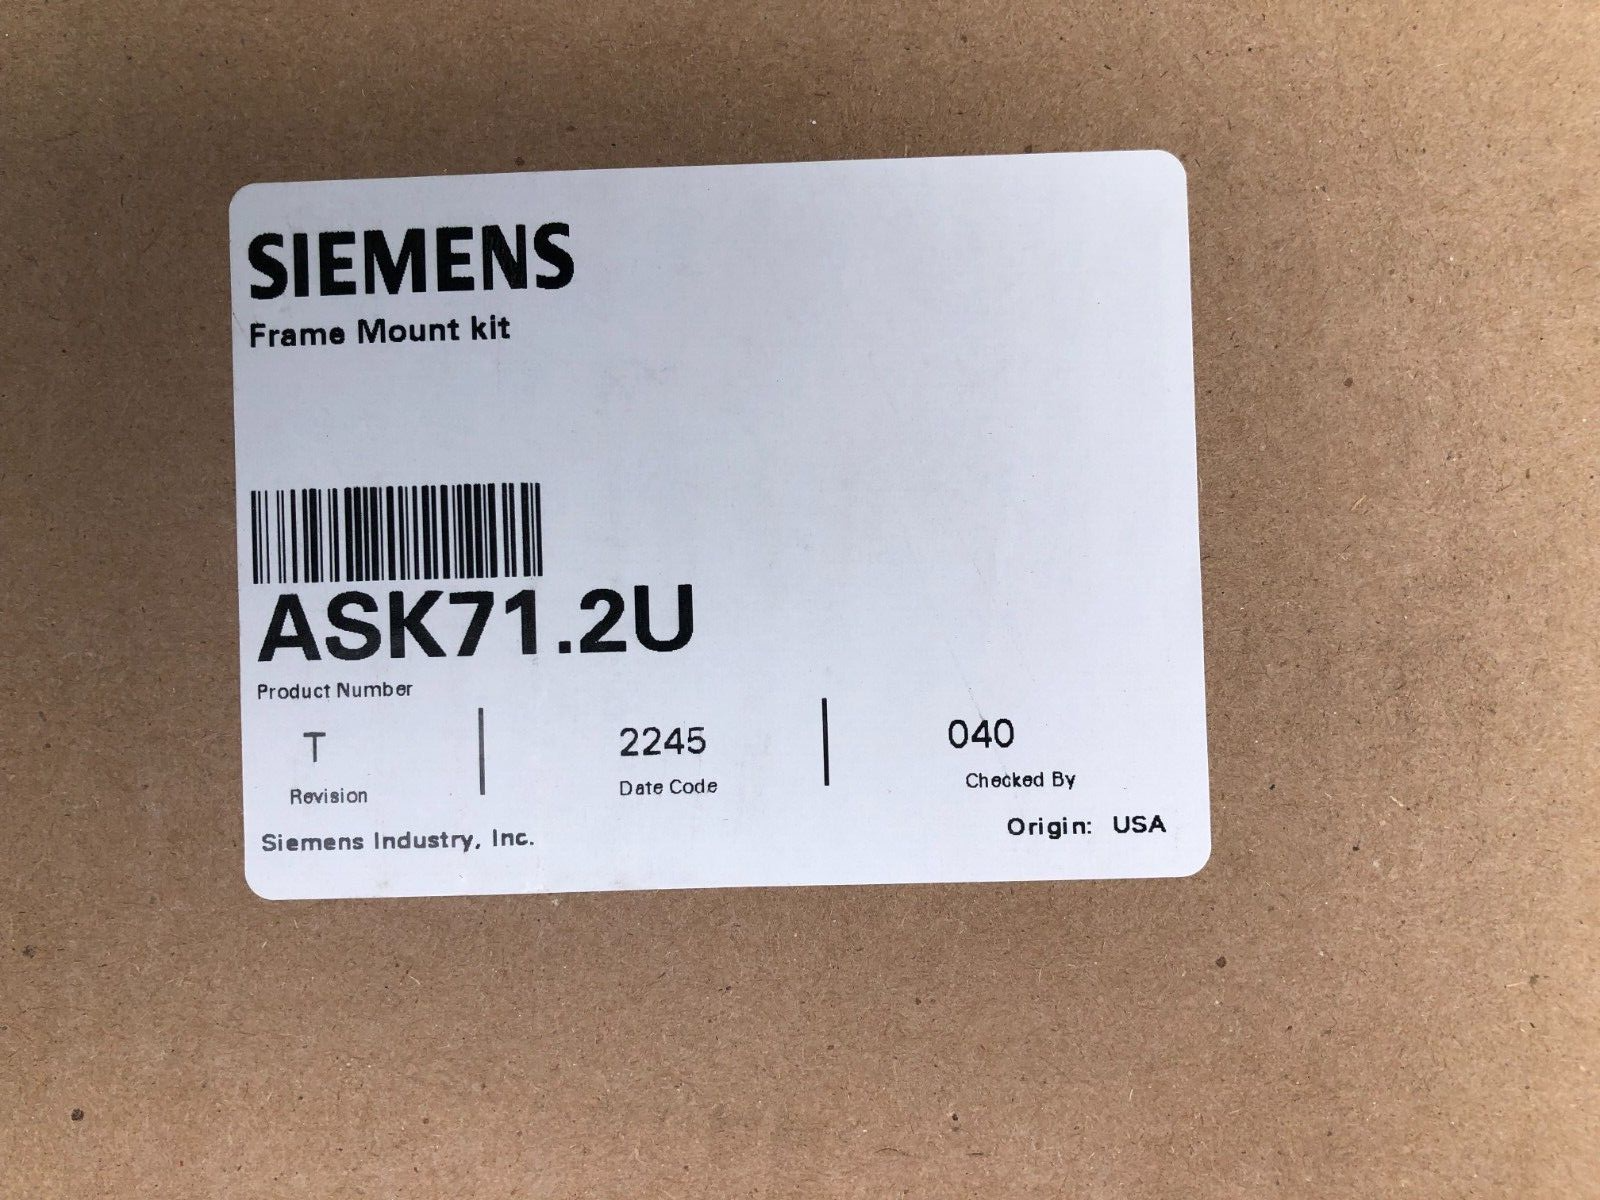 SIEMENS
Frame Mount kit
ASK71.2U
Product Number
T 2245 040
Revision Date Code Checked By
Siemens Industry, Inc. Origin: USA